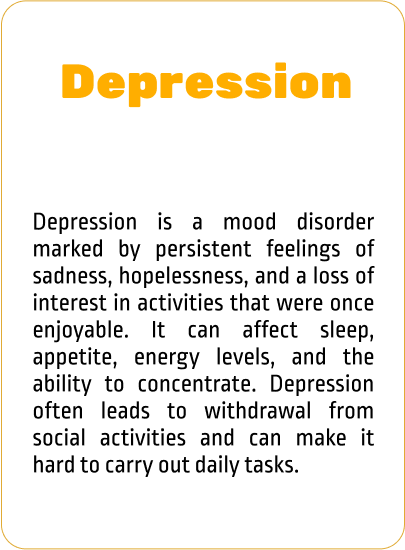 Depression
Depression is a mood disorder
marked by persistent feelings of
sadness, hopelessness, and a loss of
interest in activities that were once
enjoyable. It can affect sleep,
appetite, energy levels, and the
ability to concentrate. Depression
often leads to withdrawal from
social activities and can make it
hard to carry out daily tasks.